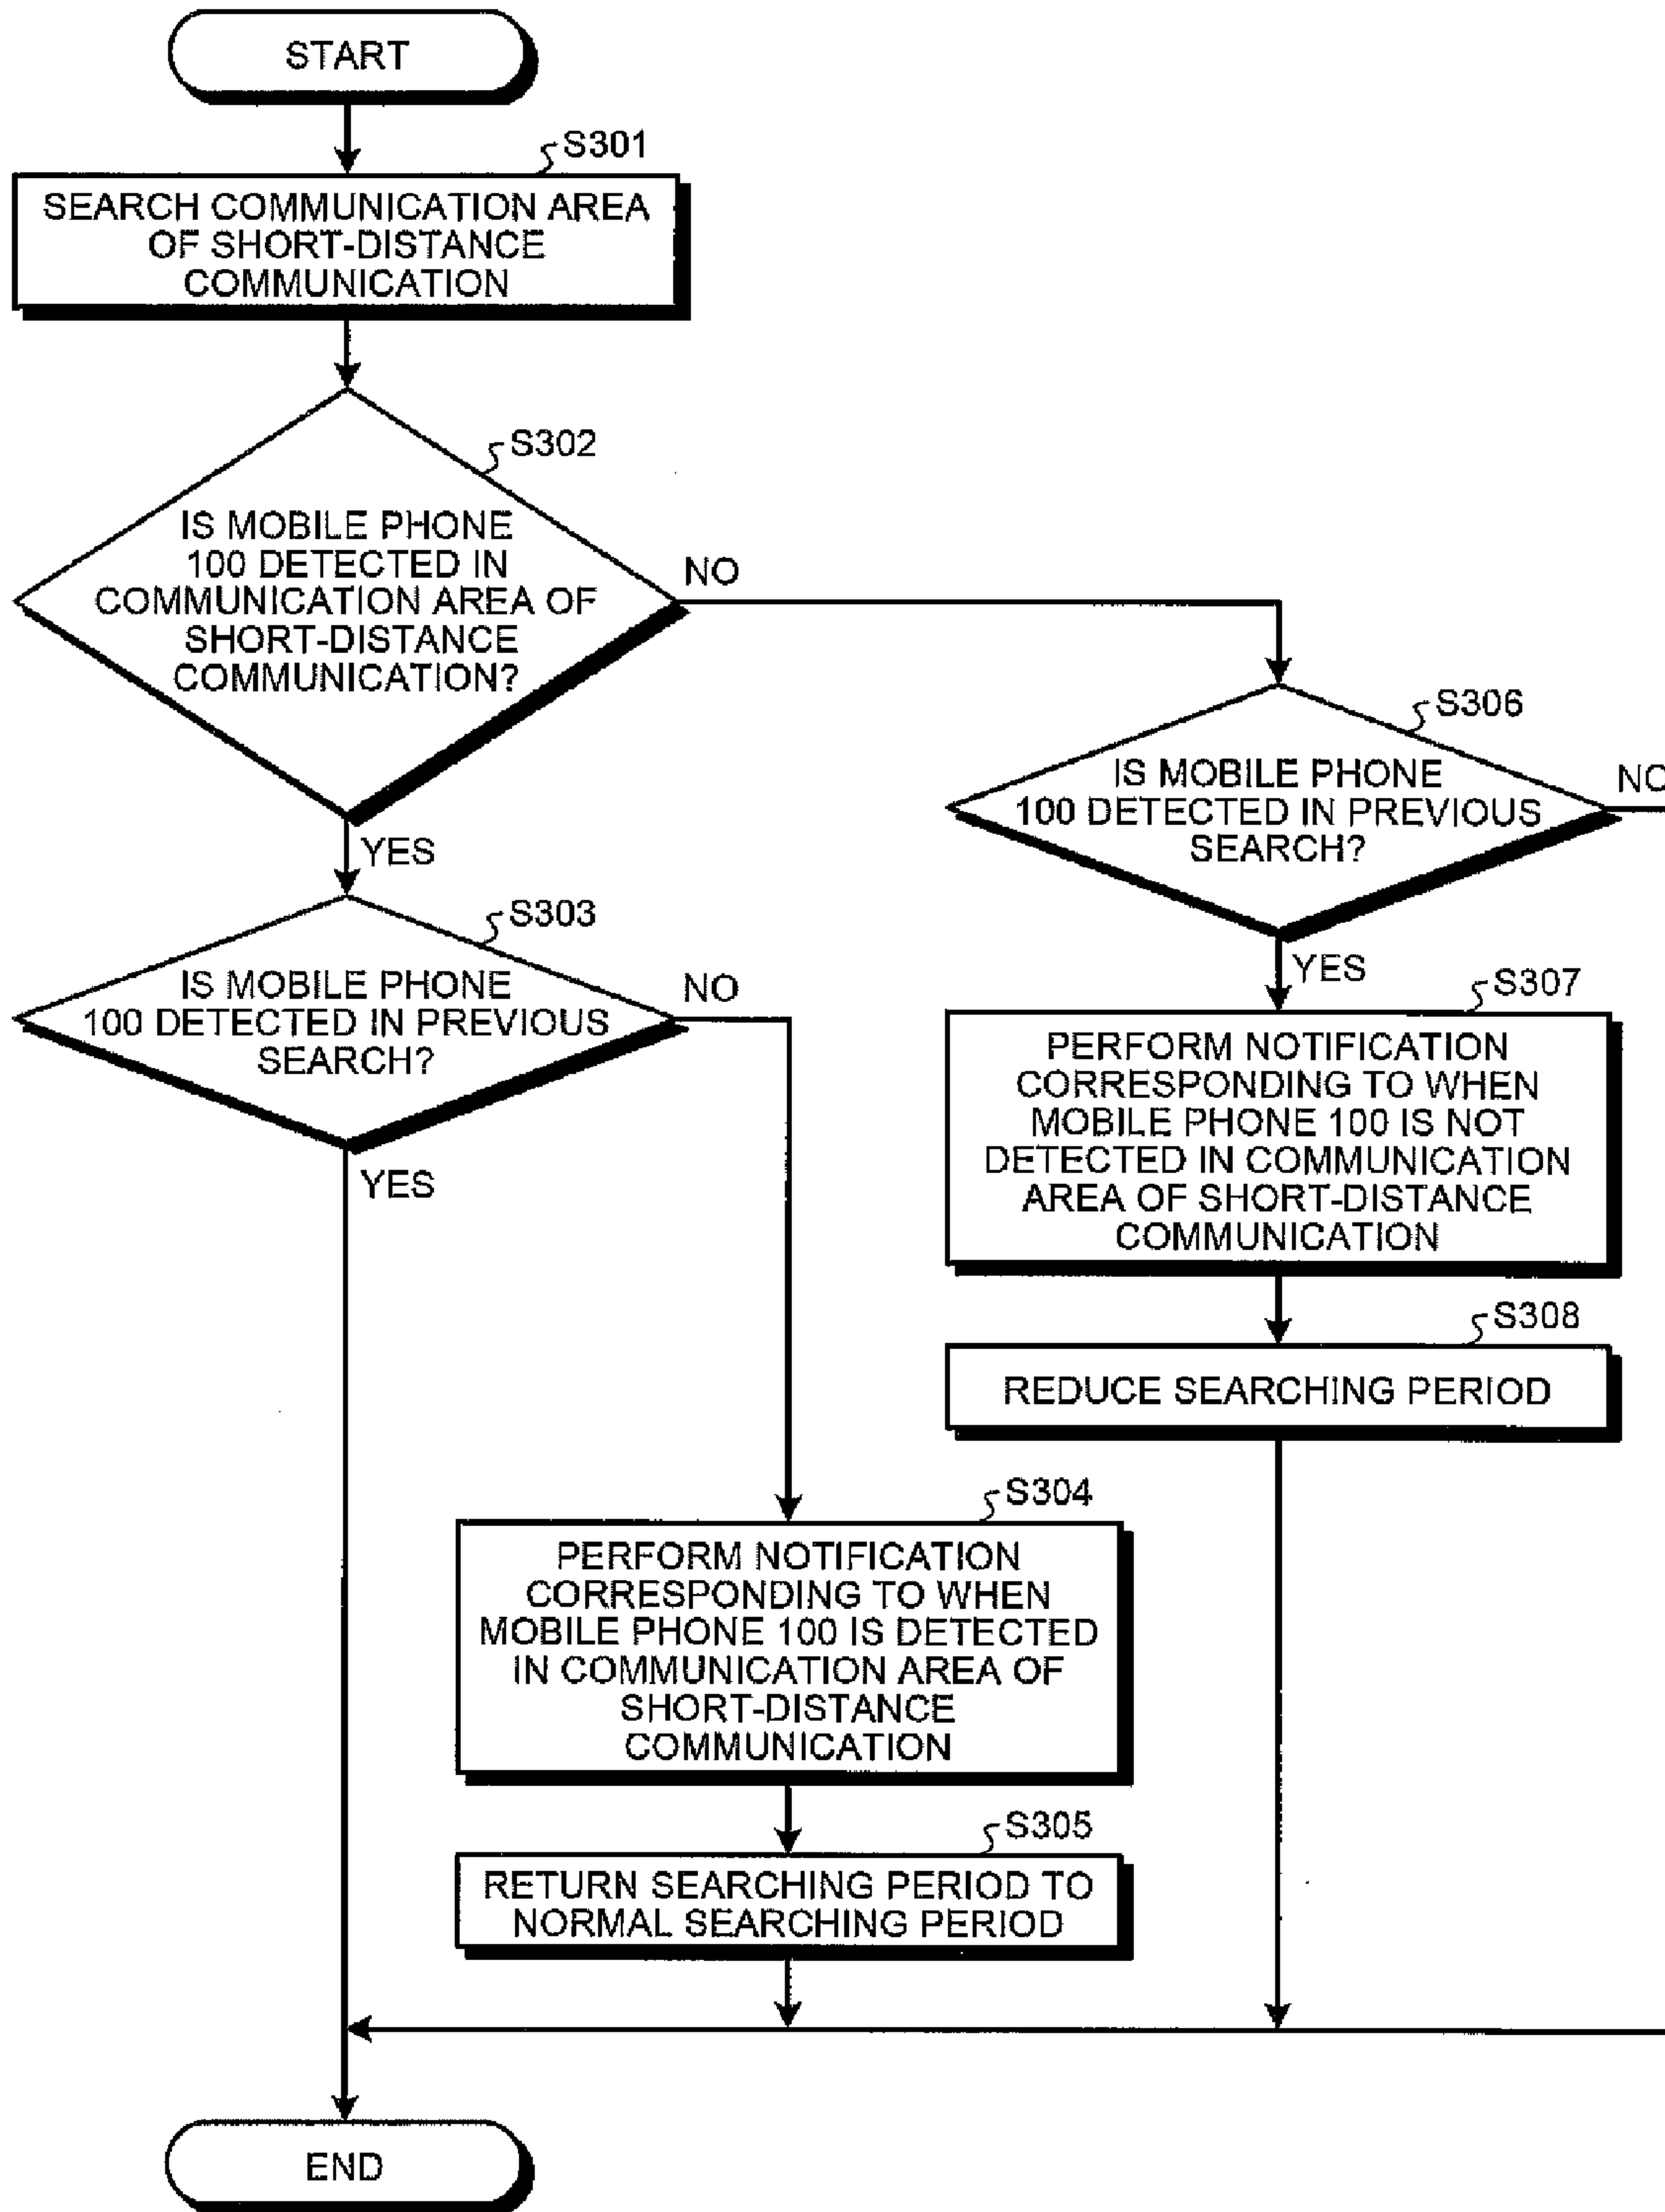 START
S301
SEARCH COMMUNICATION AREA
OF SHORT-DISTANCE
COMMUNICATION
S302
IS MOBILE PHONE
100 DETECTED IN
COMMUNICATION AREA OF
SHORT-DISTANCE
COMMUNICATION?
NO
YES
S303
IS MOBILE PHONE
100 DETECTED IN PREVIOUS
SEARCH?
NO
YES
S304
PERFORM NOTIFICATION
CORRESPONDING TO WHEN
MOBILE PHONE 100 IS DETECTED
IN COMMUNICATION AREA OF
SHORT-DISTANCE
COMMUNICATION
S305
RETURN SEARCHING PERIOD TO
NORMAL SEARCHING PERIOD
S306
IS MOBILE PHONE
100 DETECTED IN PREVIOUS
SEARCH?
NO
YES
S307
PERFORM NOTIFICATION
CORRESPONDING TO WHEN
MOBILE PHONE 100 IS NOT
DETECTED IN COMMUNICATION
AREA OF SHORT-DISTANCE
COMMUNICATION
S308
REDUCE SEARCHING PERIOD
END